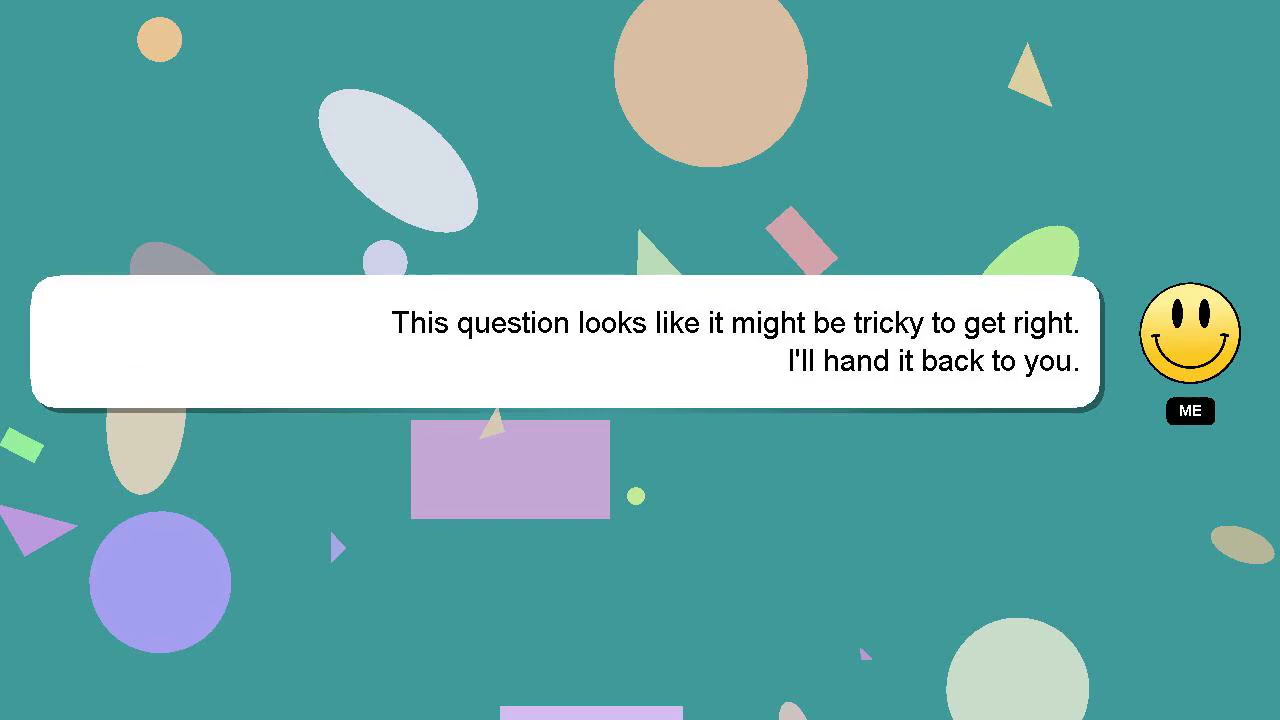 This question looks like it might be tricky to get right.
I'll hand it back to you.
ME